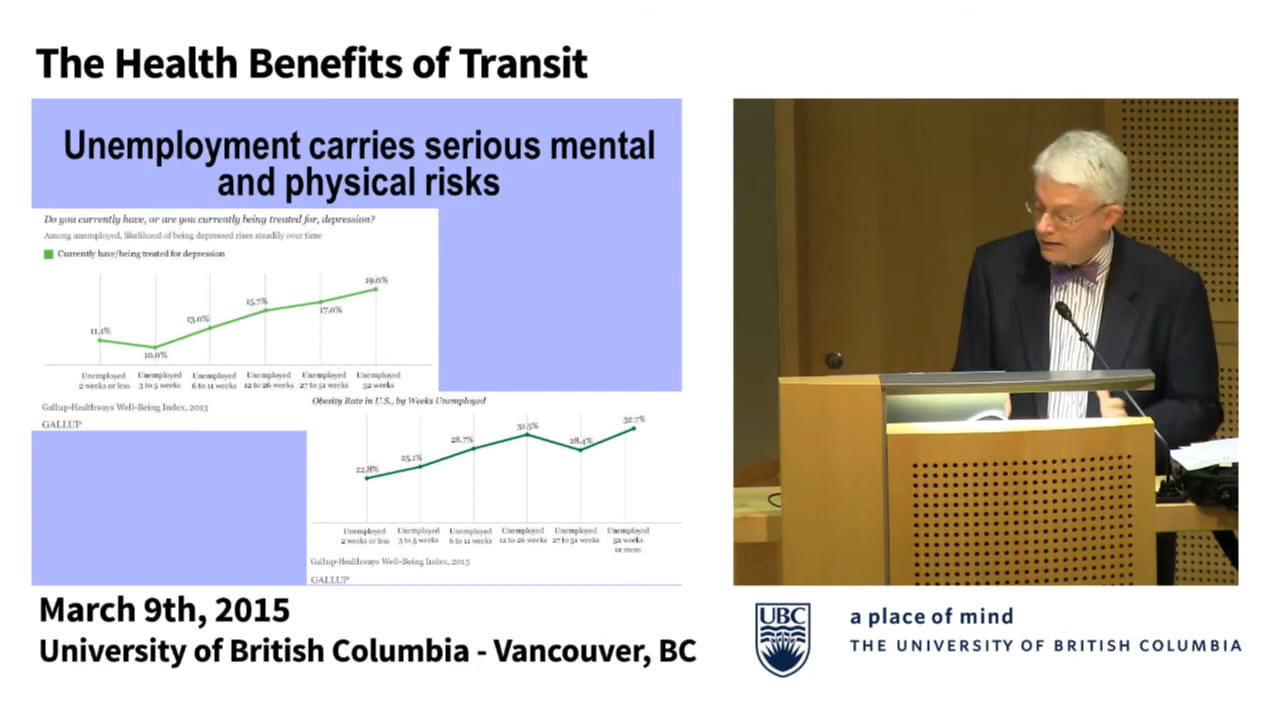 The Health Benefits of Transit
Unemployment carries serious mental
and physical risks
Do you currently have, or are you currently being treated for, depression?
Among unemployed, likelihood of being depressed rises steadily over time
Currently have/being treated for depression
11.1%
10.0%
13.0%
15.7%
17.0%
19.0%
Unemployed
2 weeks or less
Unemployed
3 to 5 weeks
Unemployed
6 to 11 weeks
Unemployed
12 to 26 weeks
Unemployed
27 to 51 weeks
Unemployed
52 weeks
Gallup-Healthways Well-Being Index, 2013
GALLUP
Obesity Rate in U.S., by Weeks Unemployed
22.8%
25.1%
28.7%
31.5%
28.4%
32.7%
Unemployed
2 weeks or less
Unemployed
3 to 5 weeks
Unemployed
6 to 11 weeks
Unemployed
12 to 26 weeks
Unemployed
27 to 51 weeks
Unemployed
52 weeks
or more
Gallup-Healthways Well-Being Index, 2013
GALLUP
March 9th, 2015
University of British Columbia - Vancouver, BC
UBC
a place of mind
THE UNIVERSITY OF BRITISH COLUMBIA